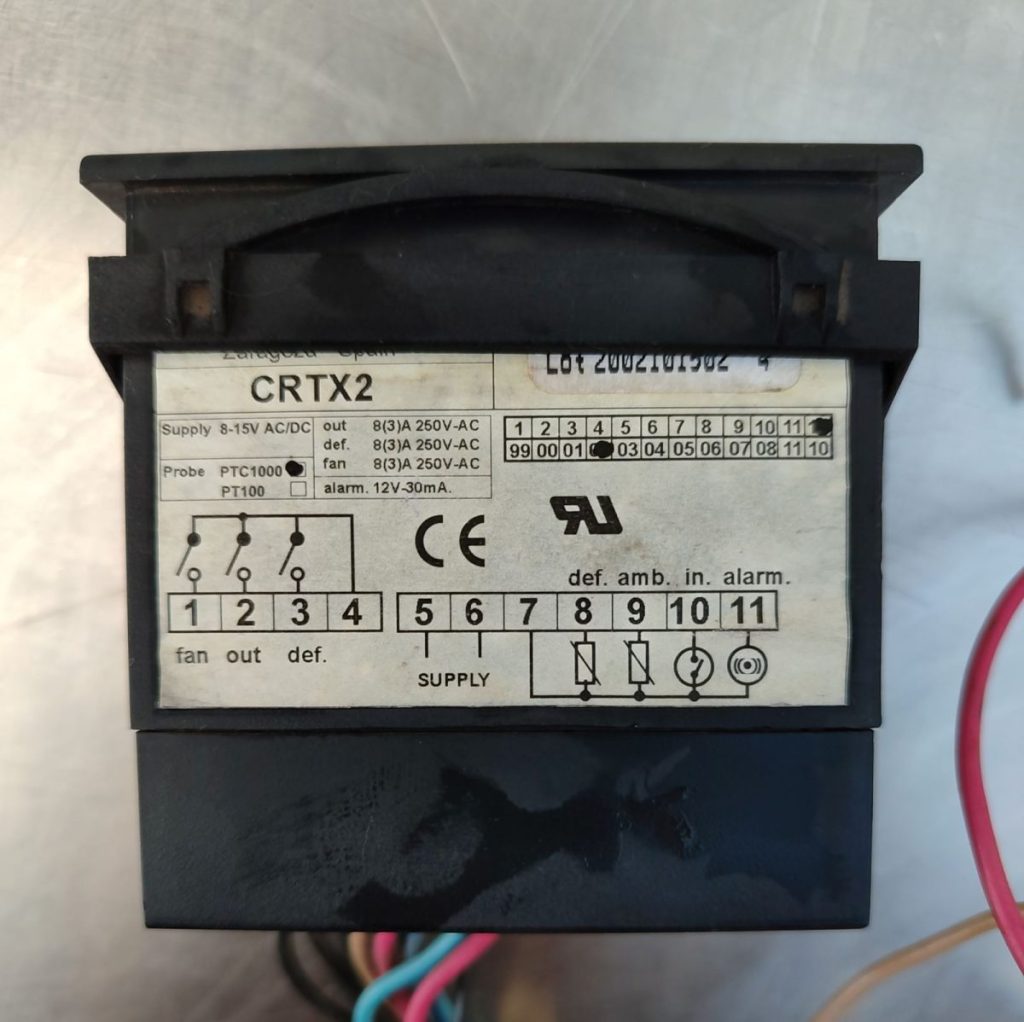 Zaragoza Spain
Lot 2002101502 4
CRTX2
Supply 8-15V AC/DC
out 8(3)A 250V-AC
def. 8(3)A 250V-AC
fan 8(3)A 250V-AC
Probe PTC1000
PT100
alarm. 12V-30mA.
1 2 3 4 5 6 7 8 9 10 11
99 00 01 03 04 05 06 07 08 11 10
CE
RU
def. amb. in. alarm.
1 2 3 4 5 6 7 8 9 10 11
fan out def.
SUPPLY